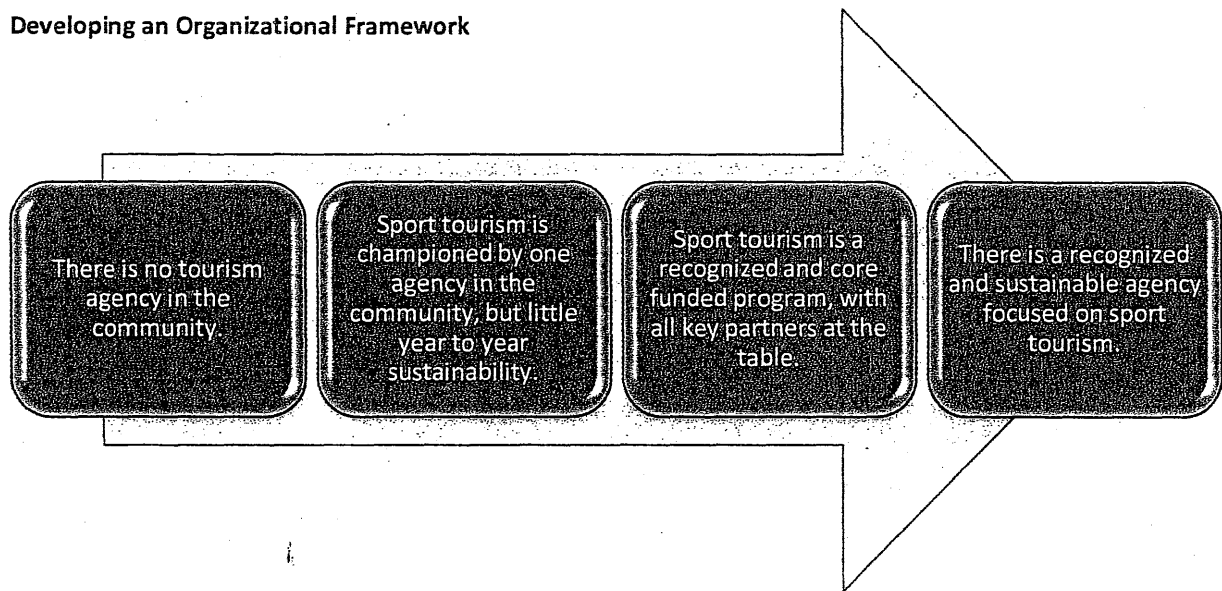 Developing an Organizational Framework
There is no tourism
agency in the
community.
Sport tourism is
championed by one
agency in the
community, but little
year to year
sustainability.
Sport tourism is a
recognized and core
funded program, with
all key partners at the
table.
There is a recognized
and sustainable agency
focused on sport
tourism.